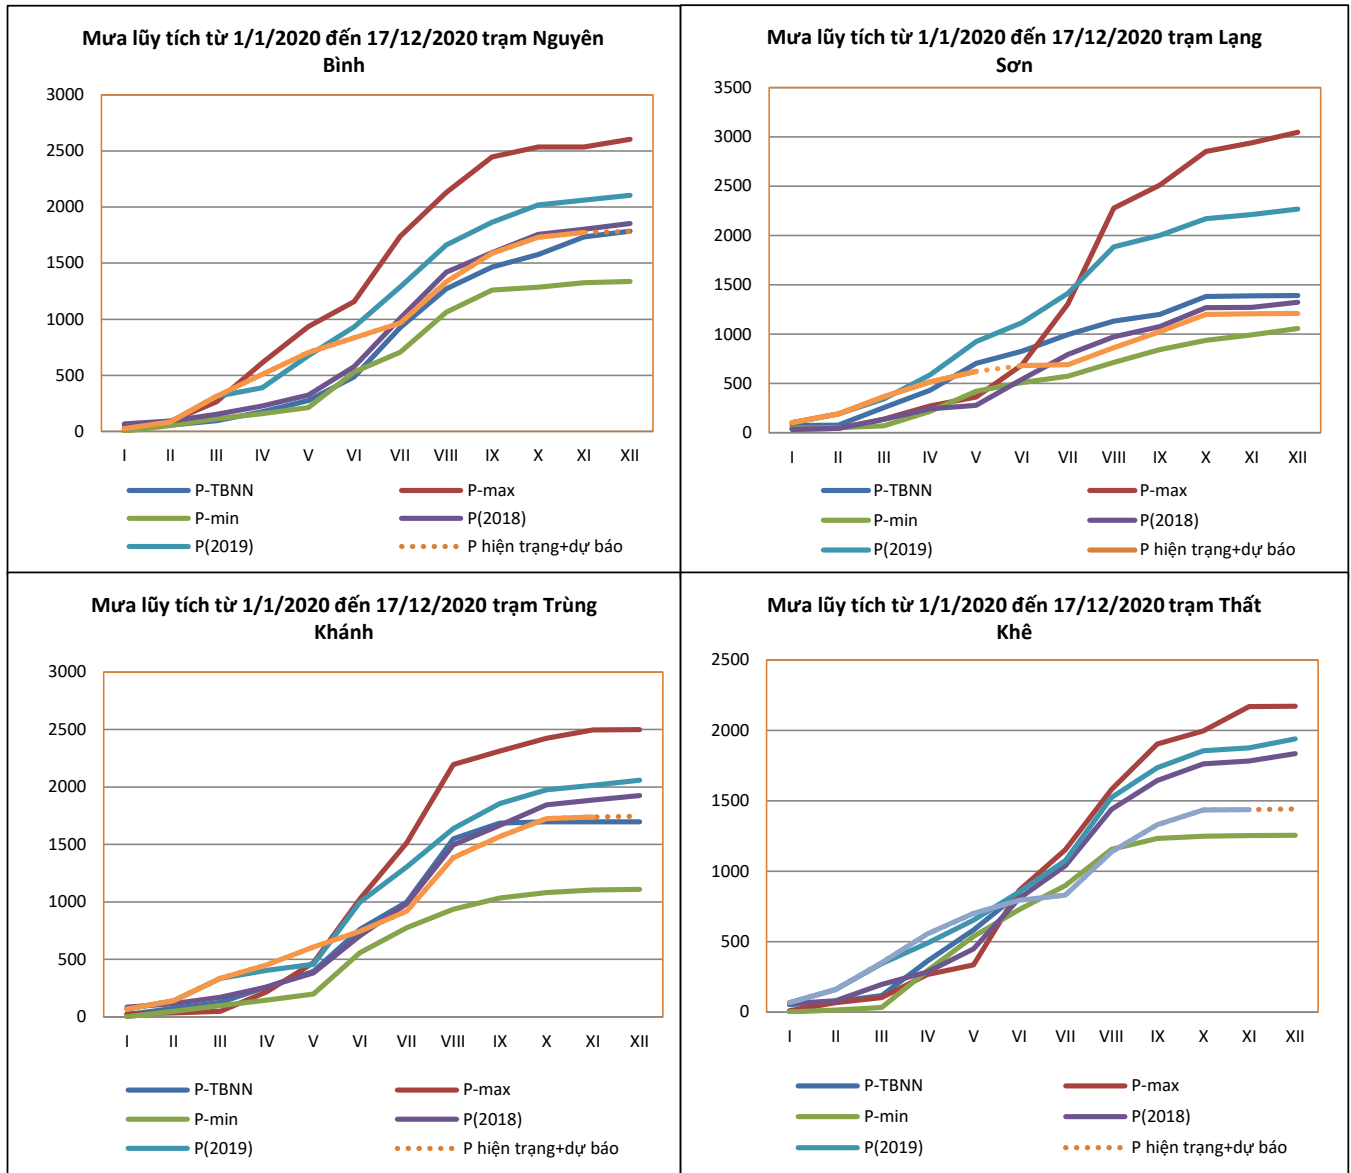 Mưa lũy tích từ 1/1/2020 đến 17/12/2020 trạm Nguyên
Bình
3000
2500
2000
1500
1000
500
0
I II III IV V VI VII VIII IX X XI XII
P-TBNN P-max
P-min P(2018)
P(2019) P hiện trạng+dự báo
Mưa lũy tích từ 1/1/2020 đến 17/12/2020 trạm Lạng
Sơn
3500
3000
2500
2000
1500
1000
500
0
I II III IV V VI VII VIII IX X XI XII
P-TBNN P-max
P-min P(2018)
P(2019) P hiện trạng+dự báo
Mưa lũy tích từ 1/1/2020 đến 17/12/2020 trạm Trùng
Khánh
3000
2500
2000
1500
1000
500
0
I II III IV V VI VII VIII IX X XI XII
P-TBNN P-max
P-min P(2018)
P(2019) P hiện trạng+dự báo
Mưa lũy tích từ 1/1/2020 đến 17/12/2020 trạm Thất
Khê
2500
2000
1500
1000
500
0
I II III IV V VI VII VIII IX X XI XII
P-TBNN P-max
P-min P(2018)
P(2019) P hiện trạng+dự báo